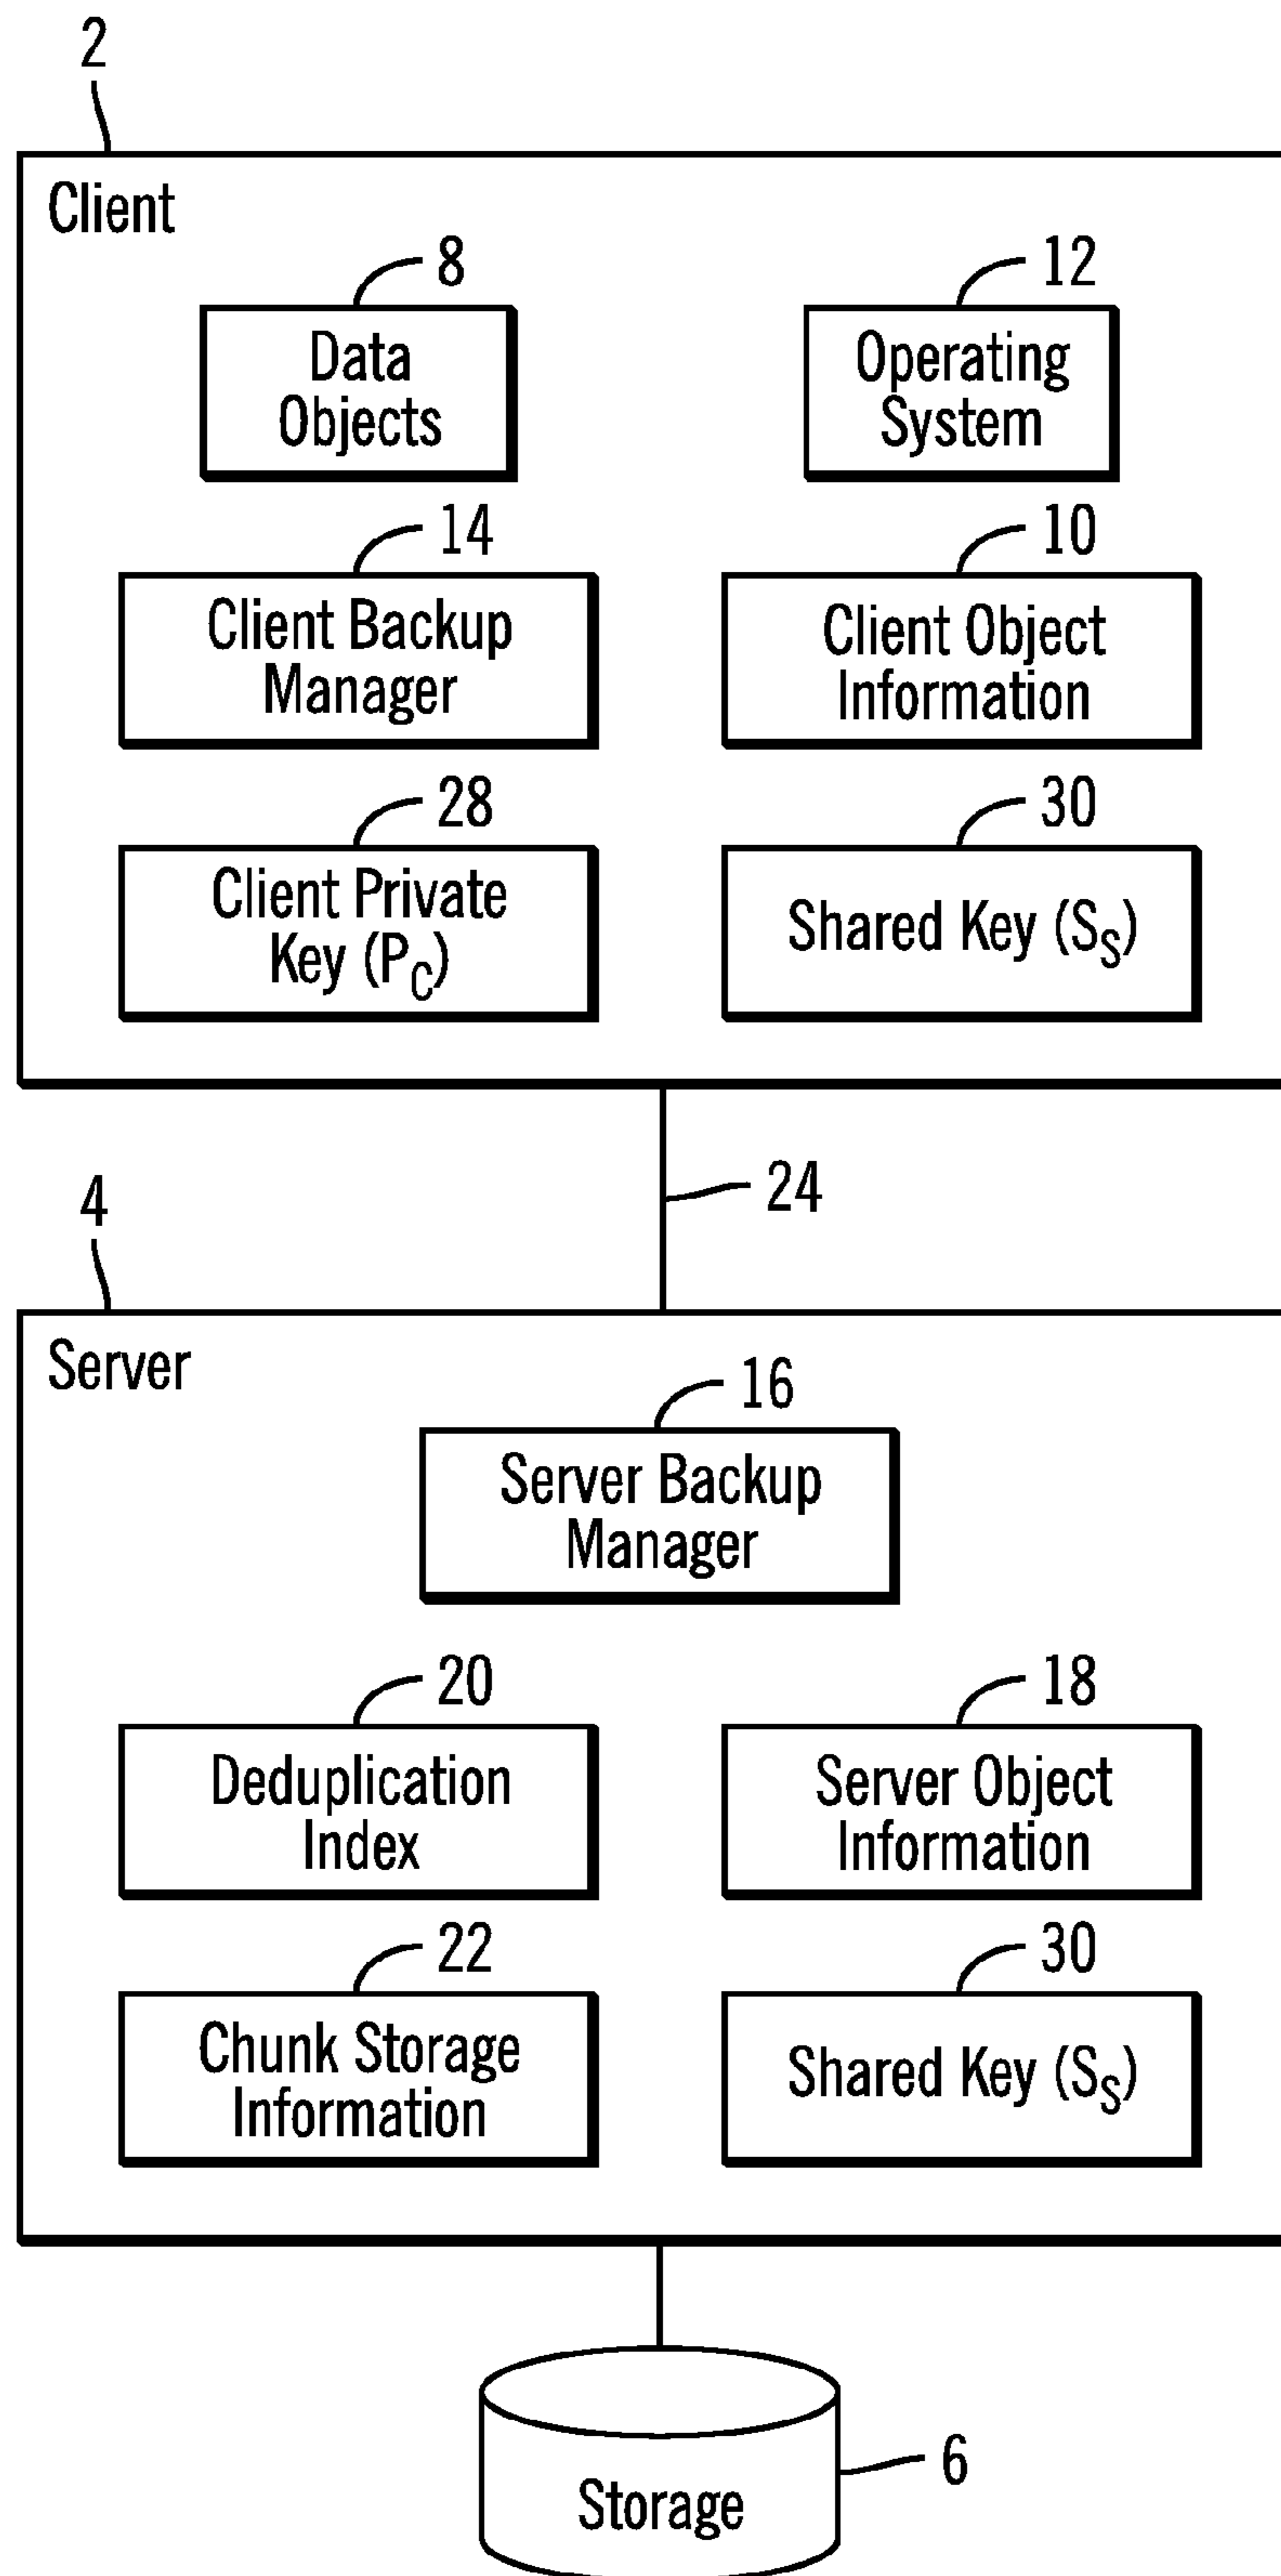 2
Client
8
12
Data
Objects
Operating
System
14
10
Client Backup
Manager
Client Object
Information
28
30
Client Private
Key (PC)
Shared Key (SS)
24
4
Server
16
Server Backup
Manager
20
18
Deduplication
Index
Server Object
Information
22
30
Chunk Storage
Information
Shared Key (SS)
6
Storage